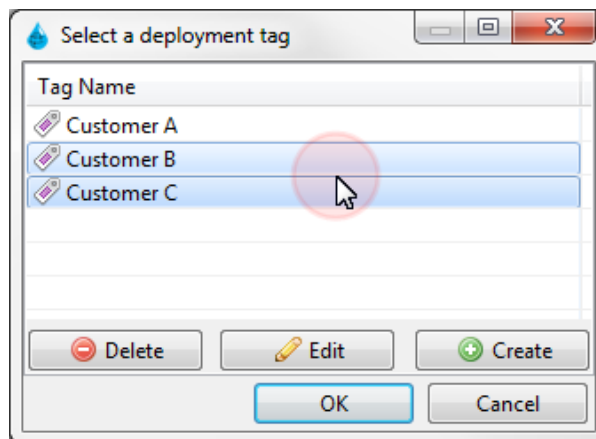 Select a deployment tag
Tag Name
Customer A
Customer B
Customer C
Delete Edit Create
OK Cancel